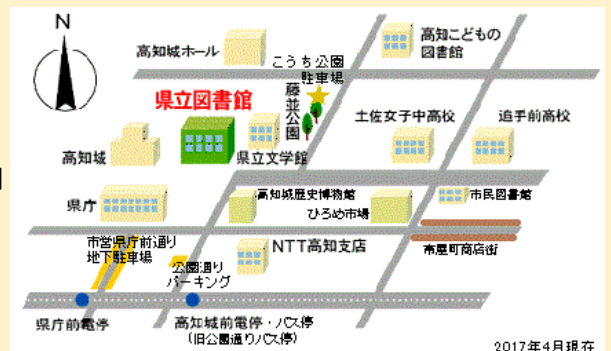 N
高知城ホール
高知こどもの
図書館
こうち公園
駐車場
県立図書館
藤並公園
土佐女子中高校
追手前高校
高知城
県立文学館
県庁
高知城歴史博物館
ひろめ市場
市民図書館
市営県庁前通り
地下駐車場
公園通り
パーキング
NTT高知支店
帯屋町商店街
県庁前電停
高知城前電停・バス停
(旧公園通りバス停)
2017年4月現在